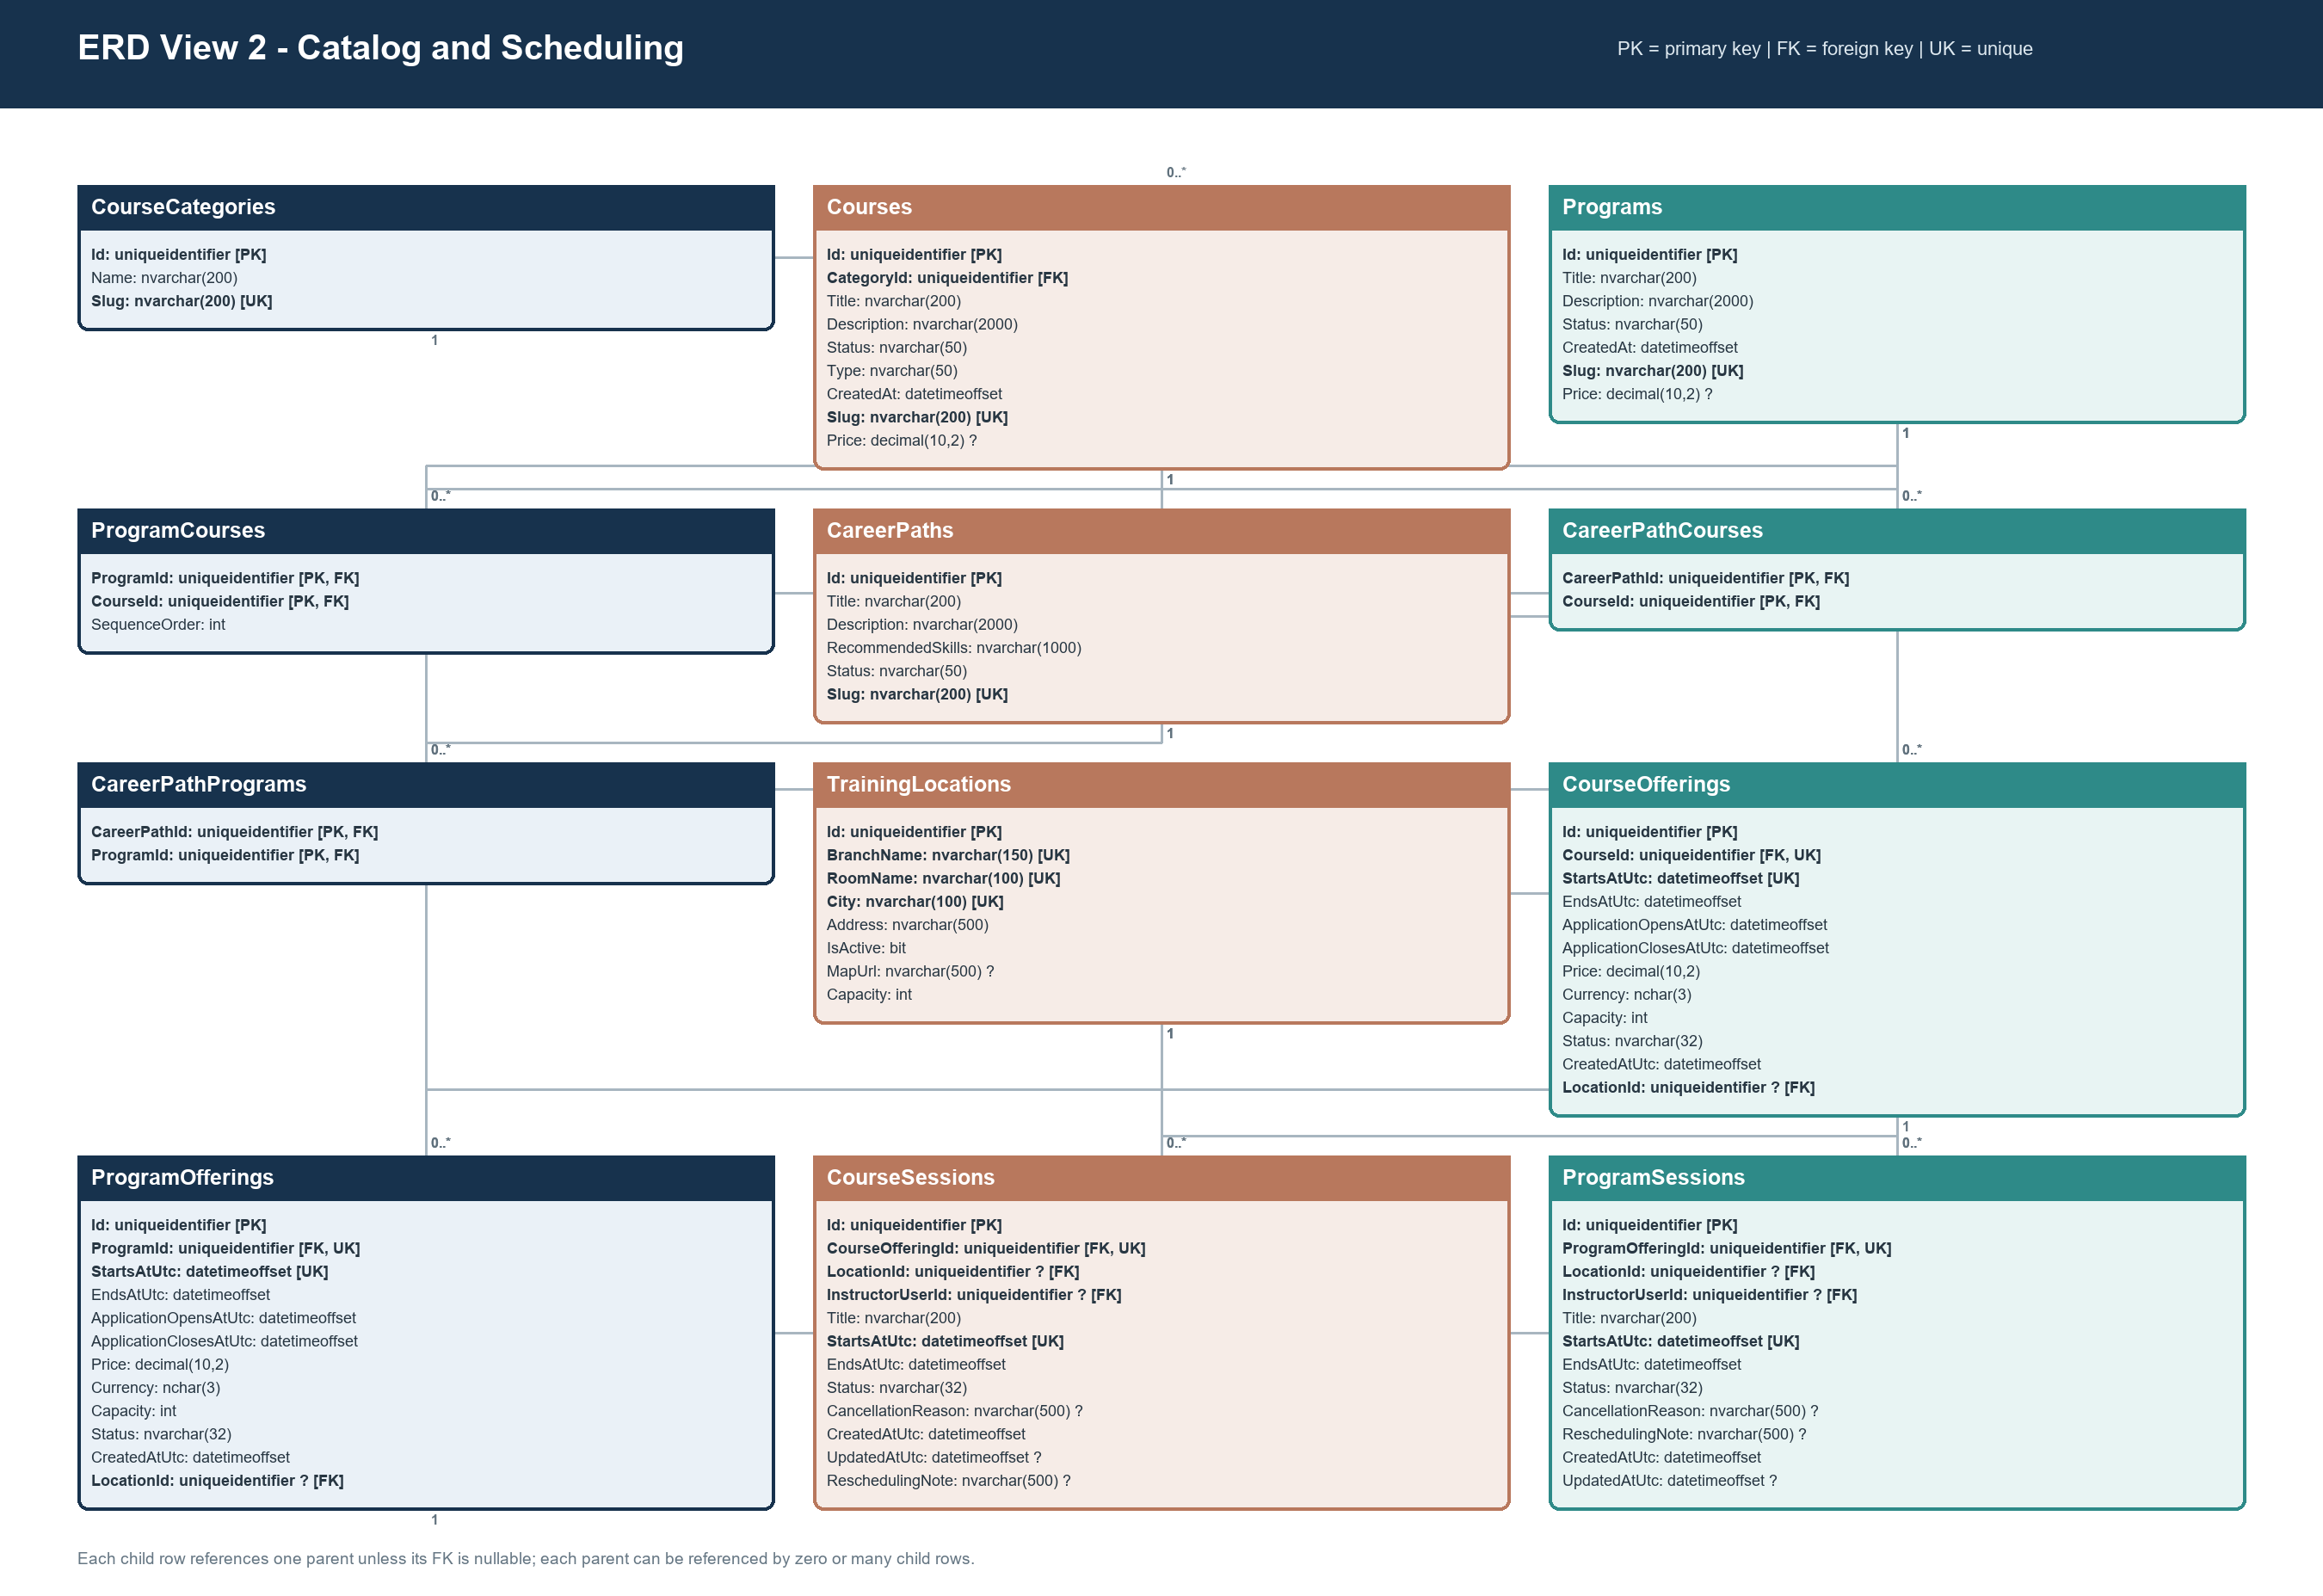 ERD View 2 - Catalog and Scheduling
PK = primary key | FK = foreign key | UK = unique
0..*
CourseCategories
Id: uniqueidentifier [PK]
Name: nvarchar(200)
Slug: nvarchar(200) [UK]
1
Courses
Id: uniqueidentifier [PK]
CategoryId: uniqueidentifier [FK]
Title: nvarchar(200)
Description: nvarchar(2000)
Status: nvarchar(50)
Type: nvarchar(50)
CreatedAt: datetimeoffset
Slug: nvarchar(200) [UK]
Price: decimal(10,2) ?
1
Programs
Id: uniqueidentifier [PK]
Title: nvarchar(200)
Description: nvarchar(2000)
Status: nvarchar(50)
CreatedAt: datetimeoffset
Slug: nvarchar(200) [UK]
Price: decimal(10,2) ?
1
0..*
ProgramCourses
ProgramId: uniqueidentifier [PK, FK]
CourseId: uniqueidentifier [PK, FK]
SequenceOrder: int
CareerPaths
Id: uniqueidentifier [PK]
Title: nvarchar(200)
Description: nvarchar(2000)
RecommendedSkills: nvarchar(1000)
Status: nvarchar(50)
Slug: nvarchar(200) [UK]
1
0..*
CareerPathCourses
CareerPathId: uniqueidentifier [PK, FK]
CourseId: uniqueidentifier [PK, FK]
0..*
CareerPathPrograms
CareerPathId: uniqueidentifier [PK, FK]
ProgramId: uniqueidentifier [PK, FK]
TrainingLocations
Id: uniqueidentifier [PK]
BranchName: nvarchar(150) [UK]
RoomName: nvarchar(100) [UK]
City: nvarchar(100) [UK]
Address: nvarchar(500)
IsActive: bit
MapUrl: nvarchar(500) ?
Capacity: int
1
0..*
CourseOfferings
Id: uniqueidentifier [PK]
CourseId: uniqueidentifier [FK, UK]
StartsAtUtc: datetimeoffset [UK]
EndsAtUtc: datetimeoffset
ApplicationOpensAtUtc: datetimeoffset
ApplicationClosesAtUtc: datetimeoffset
Price: decimal(10,2)
Currency: nchar(3)
Capacity: int
Status: nvarchar(32)
CreatedAtUtc: datetimeoffset
LocationId: uniqueidentifier ? [FK]
1
0..*
ProgramOfferings
Id: uniqueidentifier [PK]
ProgramId: uniqueidentifier [FK, UK]
StartsAtUtc: datetimeoffset [UK]
EndsAtUtc: datetimeoffset
ApplicationOpensAtUtc: datetimeoffset
ApplicationClosesAtUtc: datetimeoffset
Price: decimal(10,2)
Currency: nchar(3)
Capacity: int
Status: nvarchar(32)
CreatedAtUtc: datetimeoffset
LocationId: uniqueidentifier ? [FK]
1
0..*
CourseSessions
Id: uniqueidentifier [PK]
CourseOfferingId: uniqueidentifier [FK, UK]
LocationId: uniqueidentifier ? [FK]
InstructorUserId: uniqueidentifier ? [FK]
Title: nvarchar(200)
StartsAtUtc: datetimeoffset [UK]
EndsAtUtc: datetimeoffset
Status: nvarchar(32)
CancellationReason: nvarchar(500) ?
CreatedAtUtc: datetimeoffset
UpdatedAtUtc: datetimeoffset ?
ReschedulingNote: nvarchar(500) ?
0..*
ProgramSessions
Id: uniqueidentifier [PK]
ProgramOfferingId: uniqueidentifier [FK, UK]
LocationId: uniqueidentifier ? [FK]
InstructorUserId: uniqueidentifier ? [FK]
Title: nvarchar(200)
StartsAtUtc: datetimeoffset [UK]
EndsAtUtc: datetimeoffset
Status: nvarchar(32)
CancellationReason: nvarchar(500) ?
ReschedulingNote: nvarchar(500) ?
CreatedAtUtc: datetimeoffset
UpdatedAtUtc: datetimeoffset ?
Each child row references one parent unless its FK is nullable; each parent can be referenced by zero or many child rows.